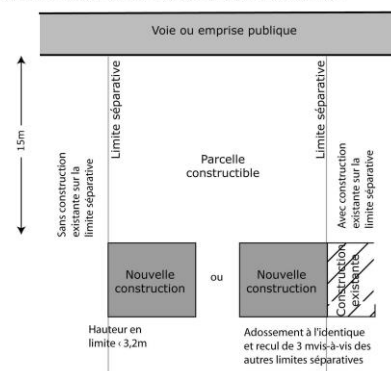 Voie ou emprise publique
15m
Sans construction
existante sur la
limite séparative
Limite séparative
Parcelle
constructible
Limite séparative
Avec construction
existante sur la
limite séparative
Nouvelle
construction
ou
Nouvelle
construction
Construction
existante
Hauteur en
limite < 3,2m
Adossement à l'identique
et recul de 3 mvis-à-vis des
autres limites séparatives